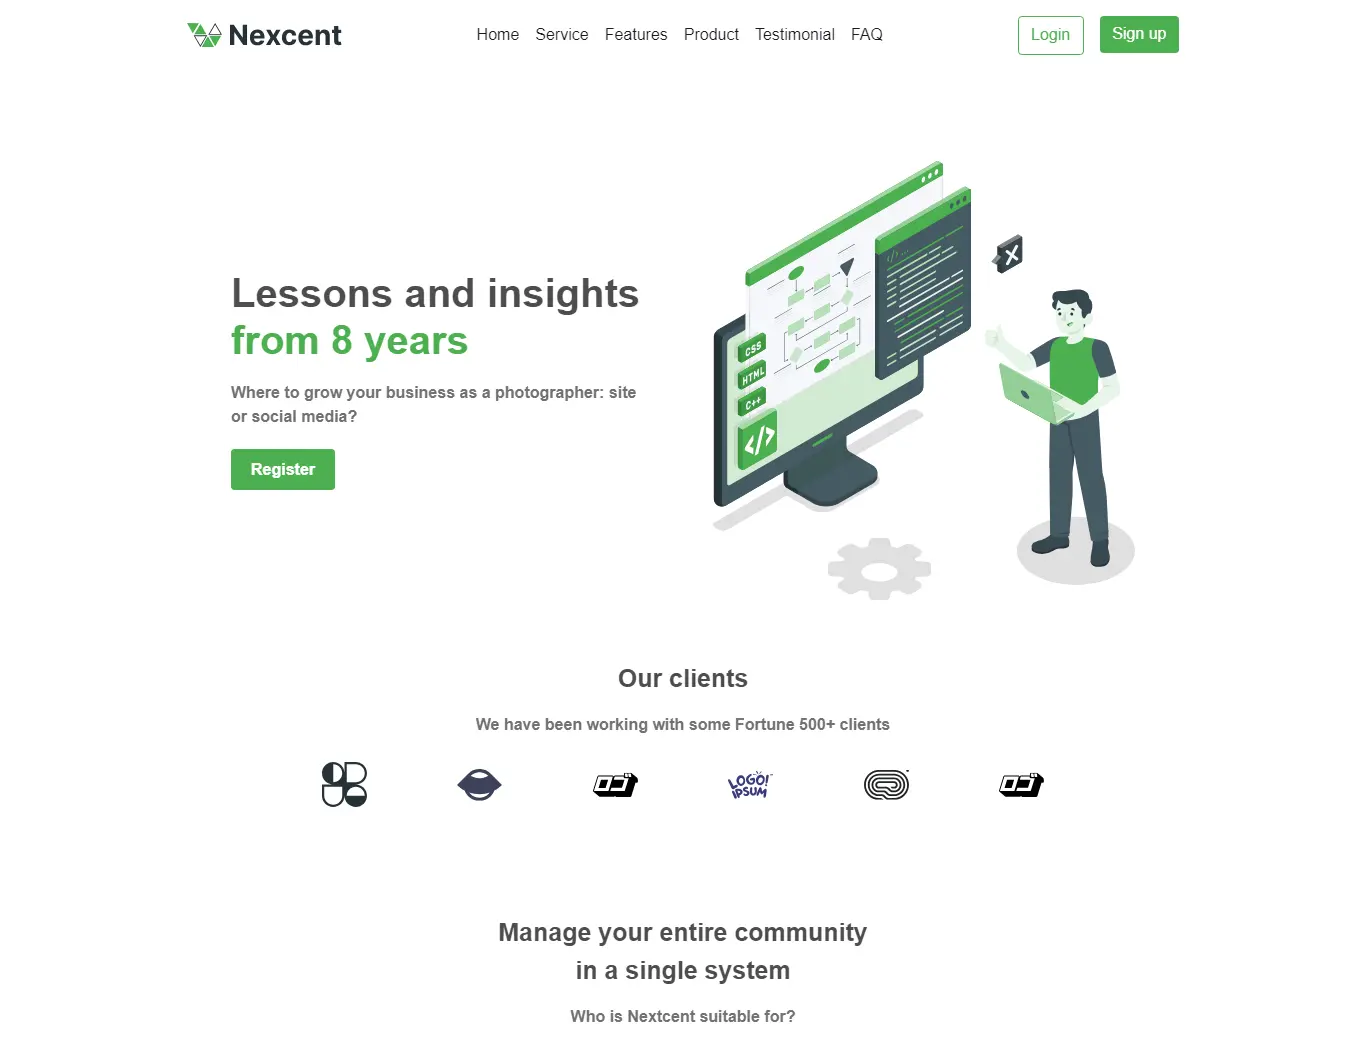 Nexcent
Home Service Features Product Testimonial FAQ
Login
Sign up
Lessons and insights
from 8 years
Where to grow your business as a photographer: site
or social media?
Register
CSS
HTML
C++
</>
</>
Our clients
We have been working with some Fortune 500+ clients
LOGO!
IPSUM
Manage your entire community
in a single system
Who is Nextcent suitable for?